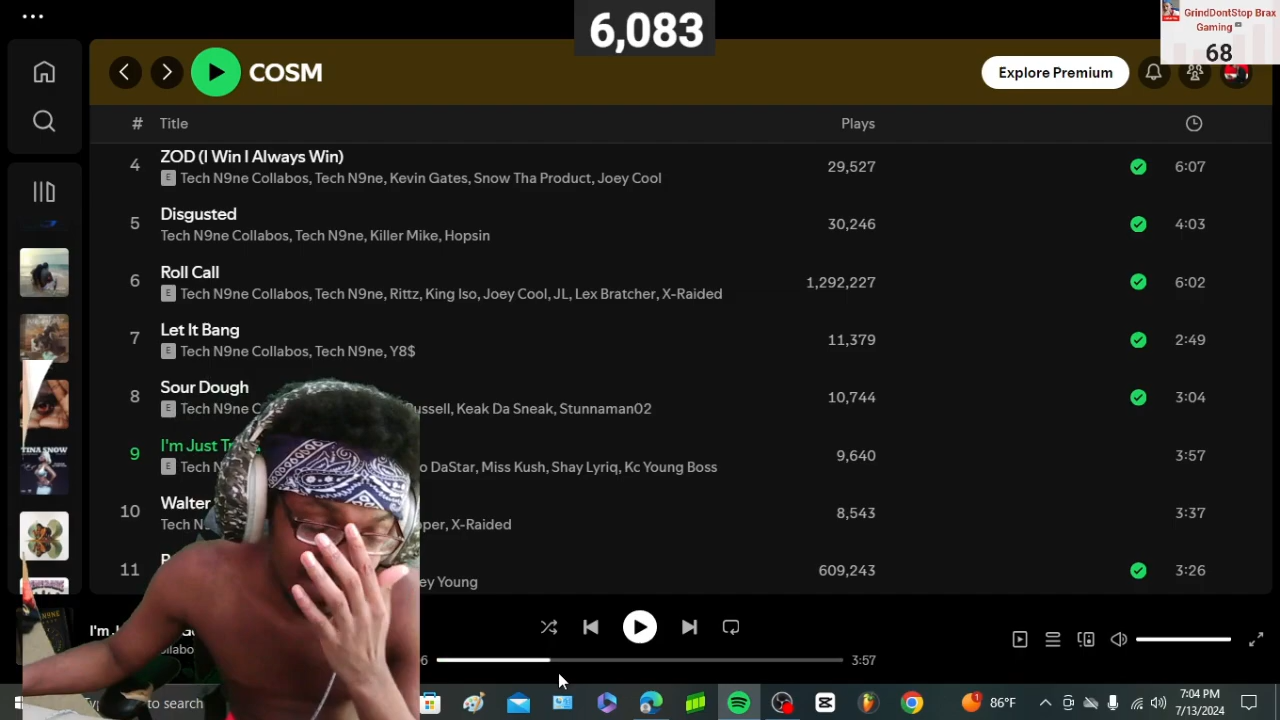 6,083
GrindDontStop Brax
Gaming
68
COSM
Explore Premium
# Title Plays
4 ZOD (I Win I Always Win) 29,527 6:07
E Tech N9ne Collabos, Tech N9ne, Kevin Gates, Snow Tha Product, Joey Cool
5 Disgusted 30,246 4:03
Tech N9ne Collabos, Tech N9ne, Killer Mike, Hopsin
6 Roll Call 1,292,227 6:02
E Tech N9ne Collabos, Tech N9ne, Rittz, King Iso, Joey Cool, JL, Lex Bratcher, X-Raided
7 Let It Bang 11,379 2:49
E Tech N9ne Collabos, Tech N9ne, Y8$
8 Sour Dough 10,744 3:04
E Tech N9ne Keak Da Sneak, Stunnaman02
9 I'm Just 9,640 3:57
E Miss Kush, Shay Lyriq, Kc Young Boss
10 Walter 8,543 3:37
X-Raided
11 609,243 3:26
Young
TINA SNOW
3:57
to search
86°F
7:04 PM
7/13/2024